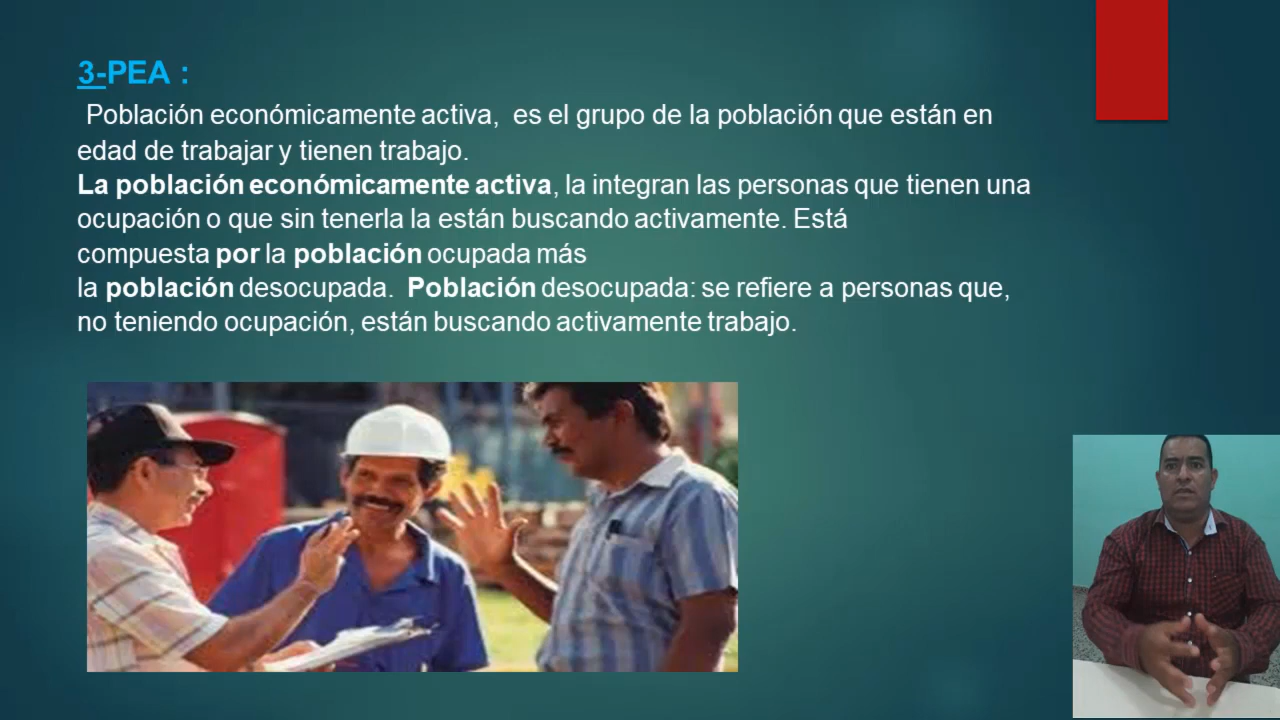 3-PEA :
Población económicamente activa, es el grupo de la población que están en
edad de trabajar y tienen trabajo.
La población económicamente activa, la integran las personas que tienen una
ocupación o que sin tenerla la están buscando activamente. Está
compuesta por la población ocupada más
la población desocupada. Población desocupada: se refiere a personas que,
no teniendo ocupación, están buscando activamente trabajo.